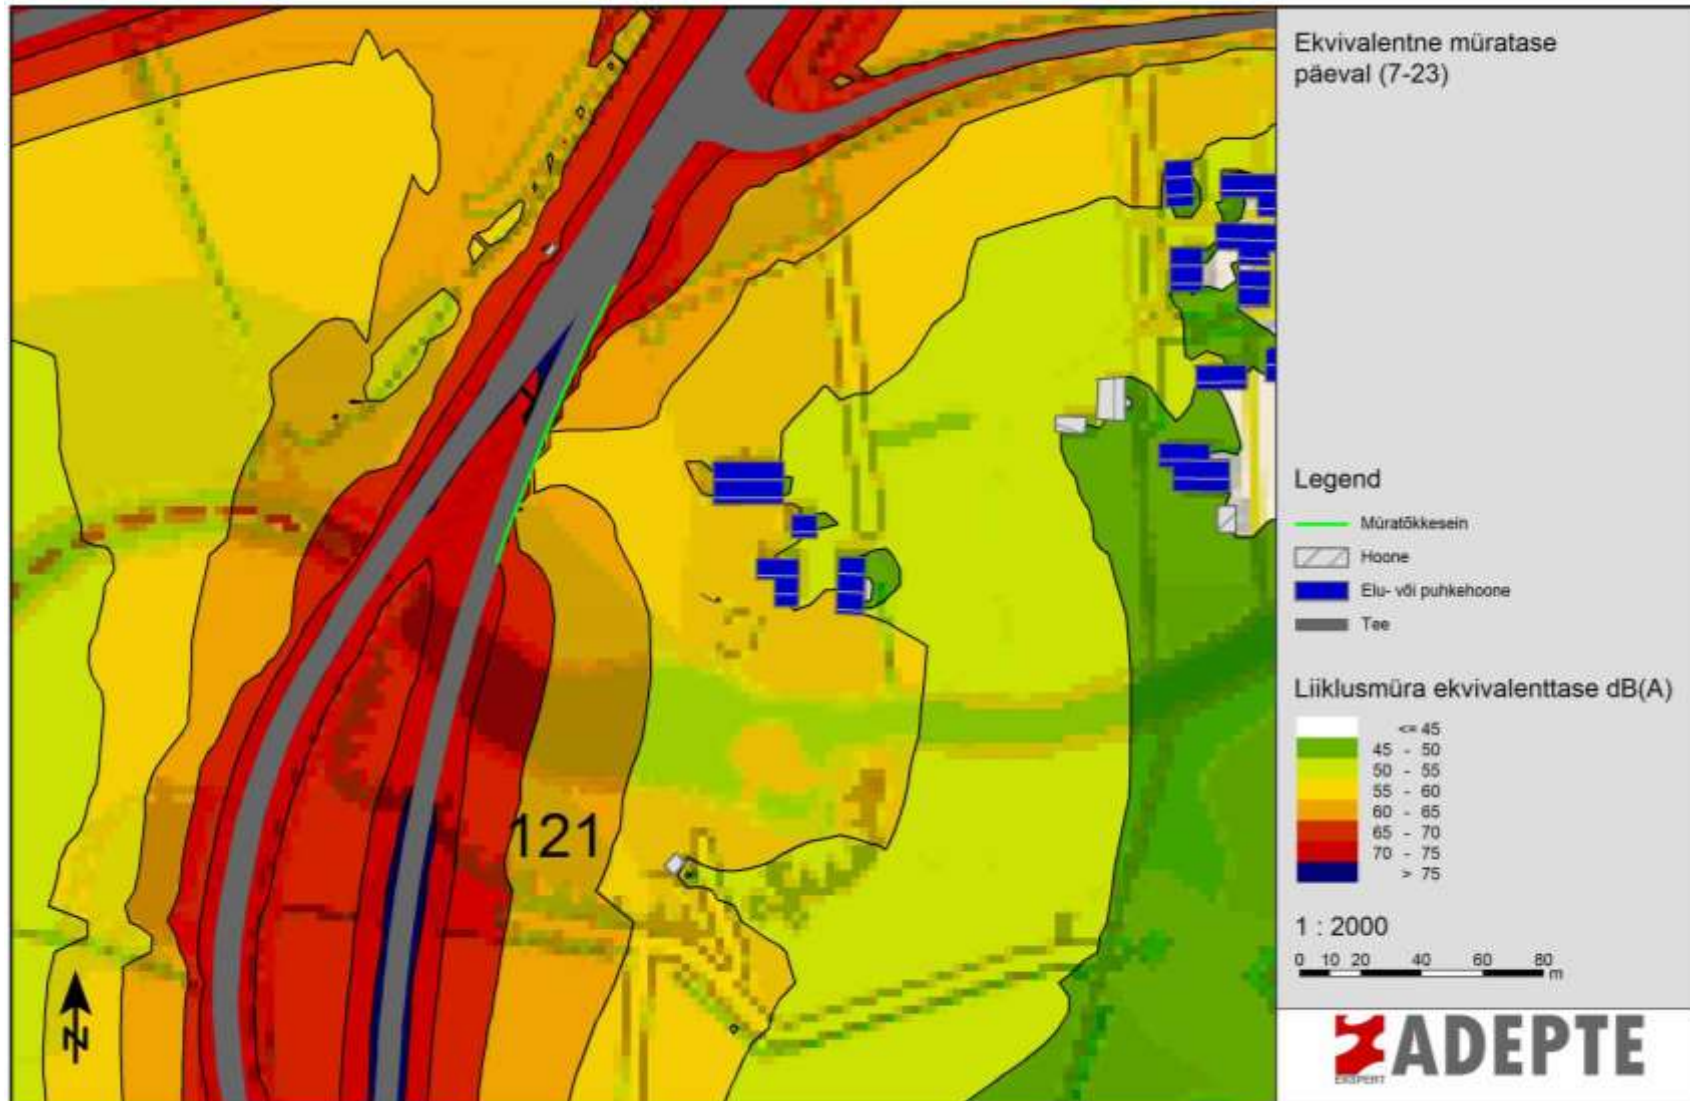 Ekvivalentne müratase
päeval (7-23)
Legend
Müratõkkesein
Hoone
Elu- või puhkehoone
Tee
Liiklusmüra ekvivalenttase dB(A)
<= 45
45 - 50
50 - 55
55 - 60
60 - 65
65 - 70
70 - 75
> 75
1 : 2000
0 10 20 40 60 80
m
121
N
EKSPERT
ADEPTE